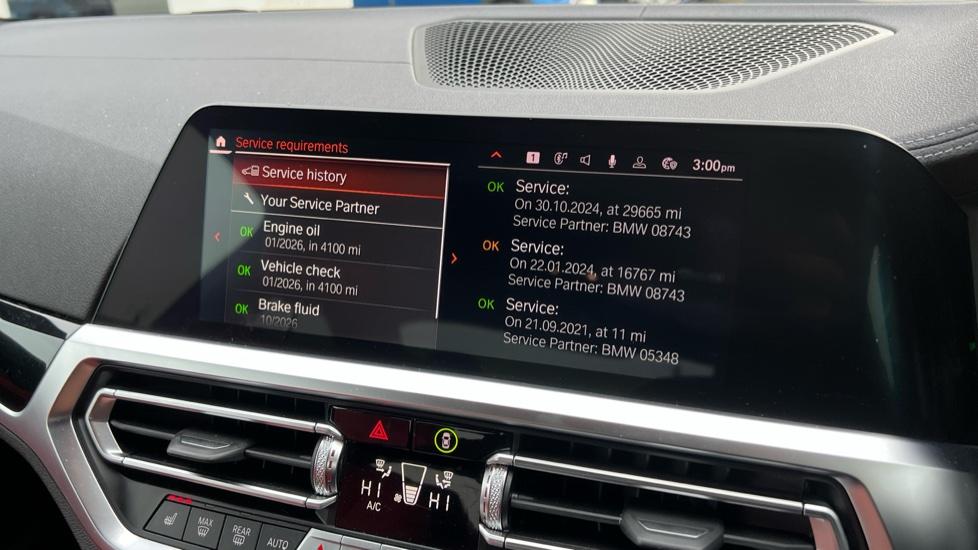 Service requirements
1
3:00pm
Service history
Your Service Partner
OK Engine oil
01/2026, in 4100 mi
OK Vehicle check
01/2026, in 4100 mi
OK Brake fluid
10/2026
OK Service:
On 30.10.2024, at 29665 mi
Service Partner: BMW 08743
OK Service:
On 22.01.2024, at 16767 mi
Service Partner: BMW 08743
OK Service:
On 21.09.2021, at 11 mi
Service Partner: BMW 05348
HI
HI
A/C
MAX
REAR
AUTO